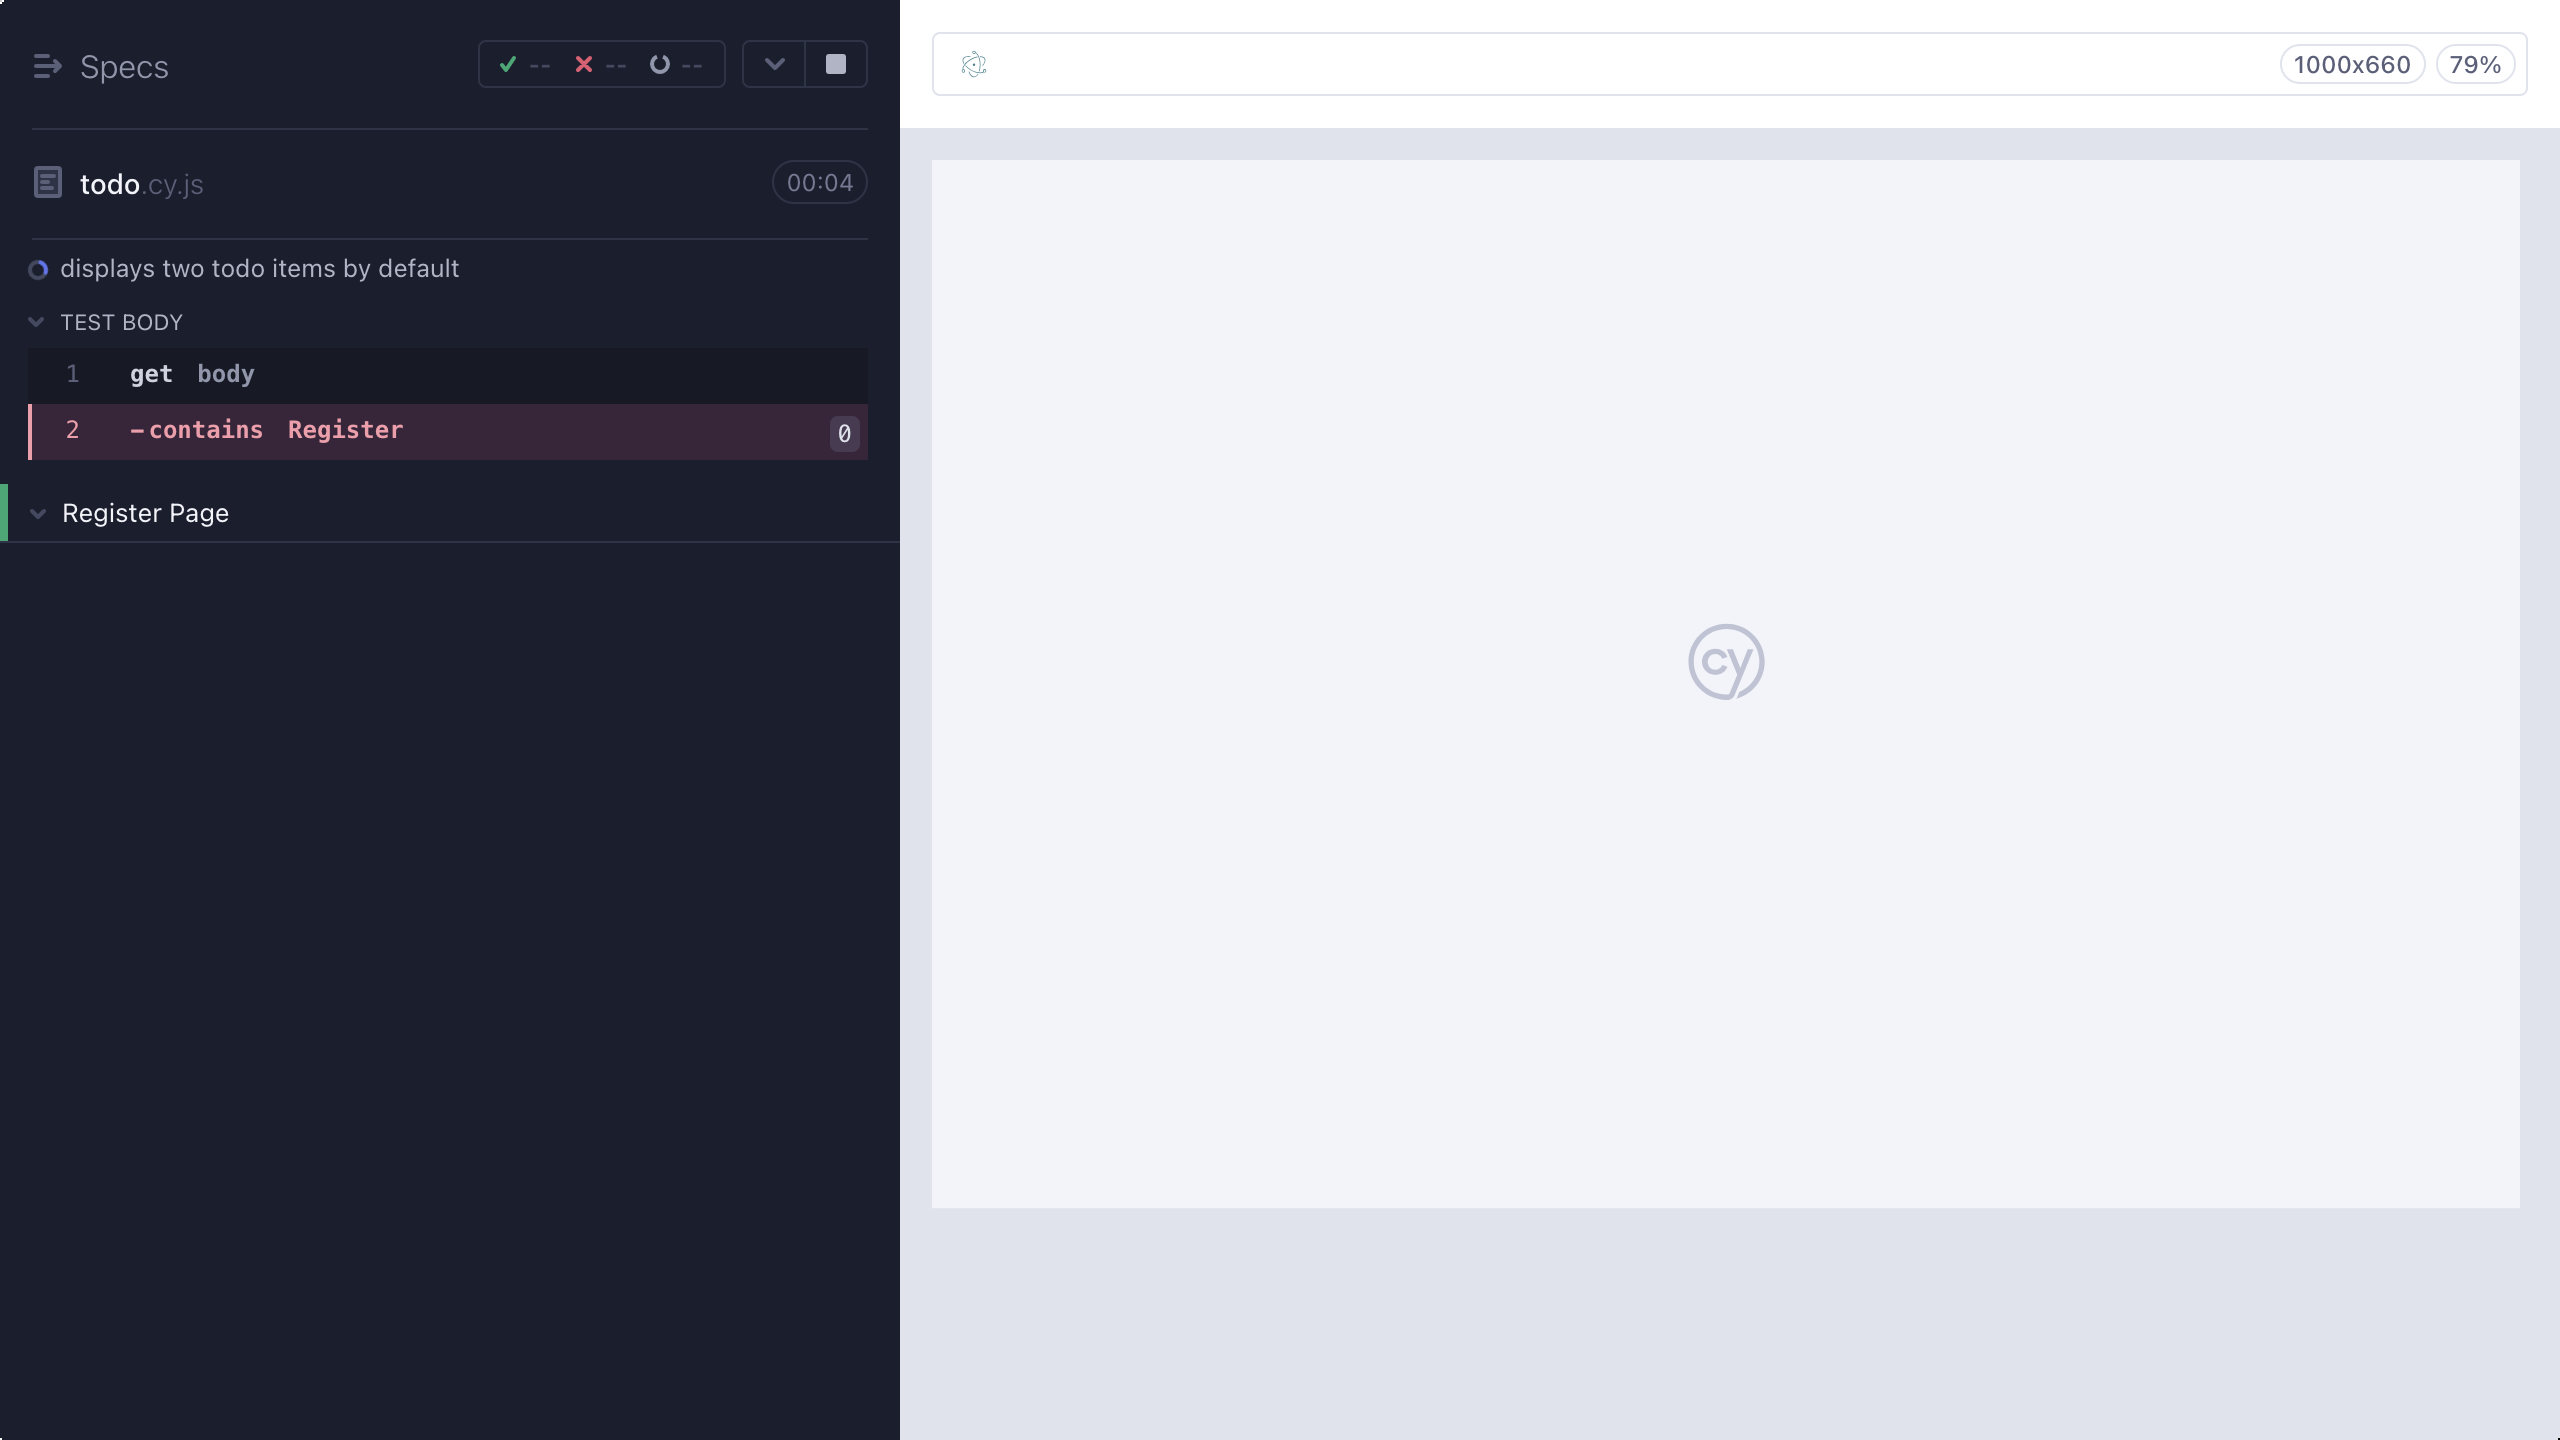 Specs
-- -- --
todo.cy.js
00:04
displays two todo items by default
TEST BODY
1 get body
2 -contains Register 0
Register Page
1000x660 79%
cy